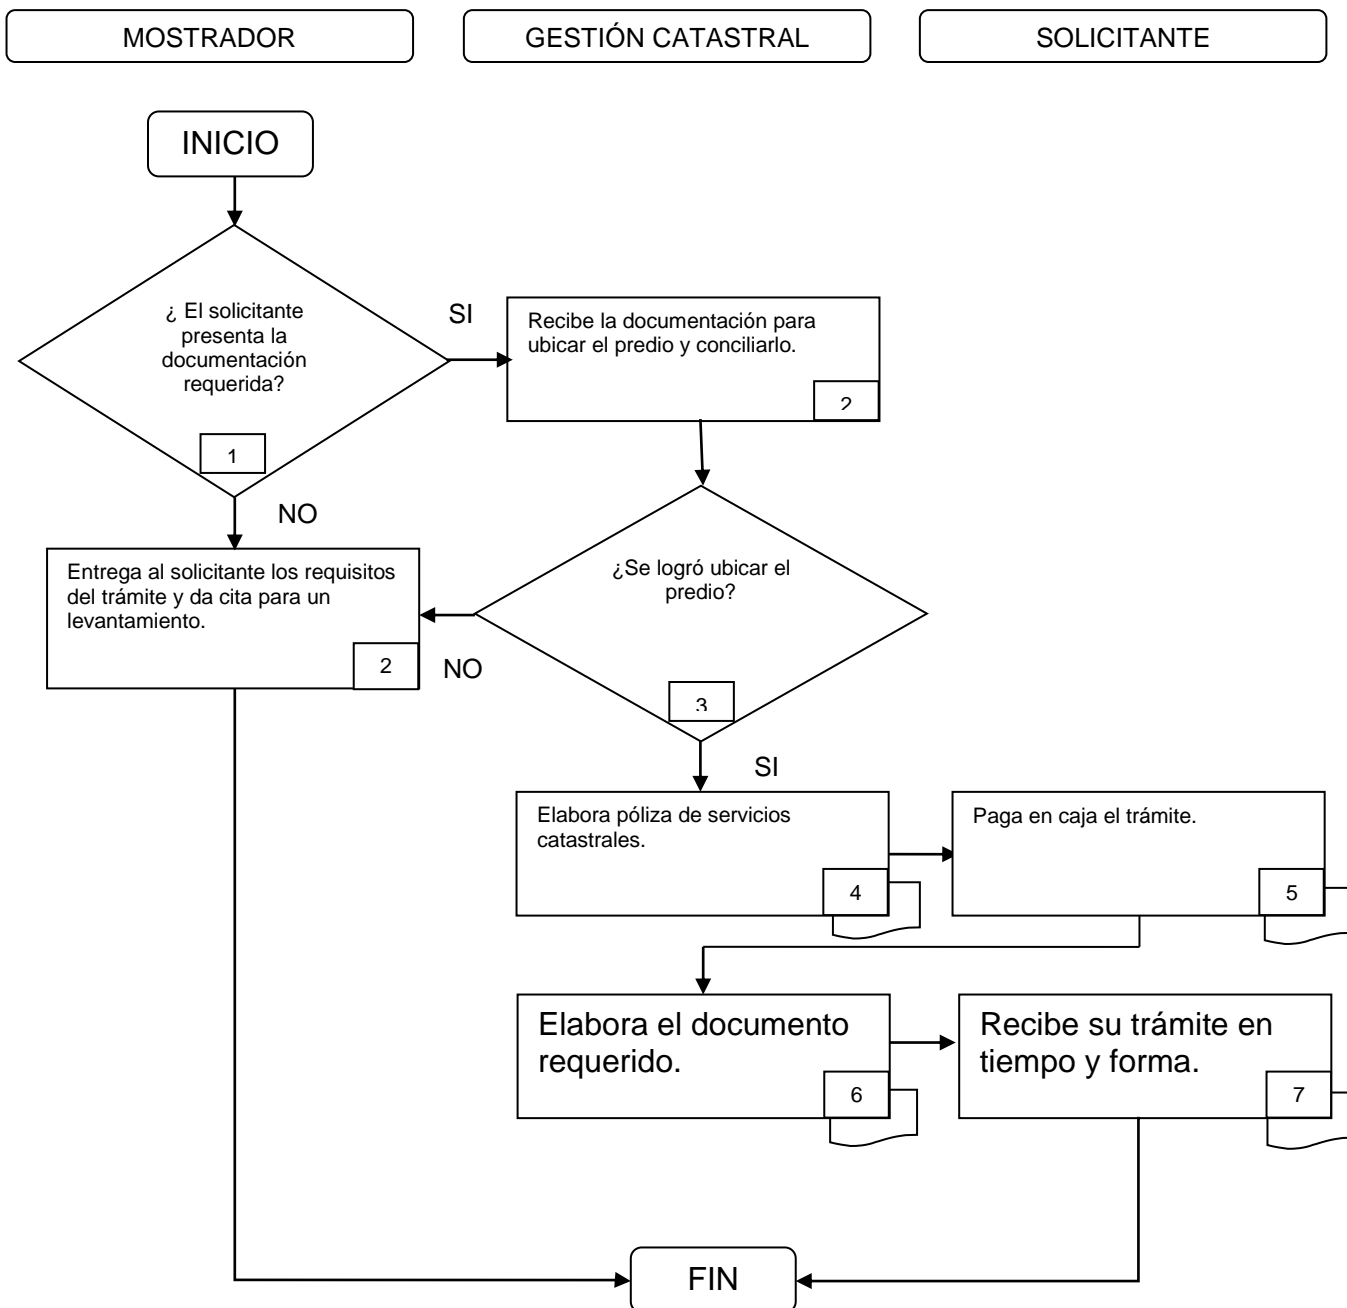 MOSTRADOR
GESTIÓN CATASTRAL
SOLICITANTE
INICIO
¿ El solicitante
presenta la
documentación
requerida?
1
SI
Recibe la documentación para
ubicar el predio y conciliarlo.
2
NO
Entrega al solicitante los requisitos
del trámite y da cita para un
levantamiento.
2
¿Se logró ubicar el
predio?
NO
3
SI
Elabora póliza de servicios
catastrales.
4
Paga en caja el trámite.
5
Elabora el documento
requerido.
6
Recibe su trámite en
tiempo y forma.
7
FIN